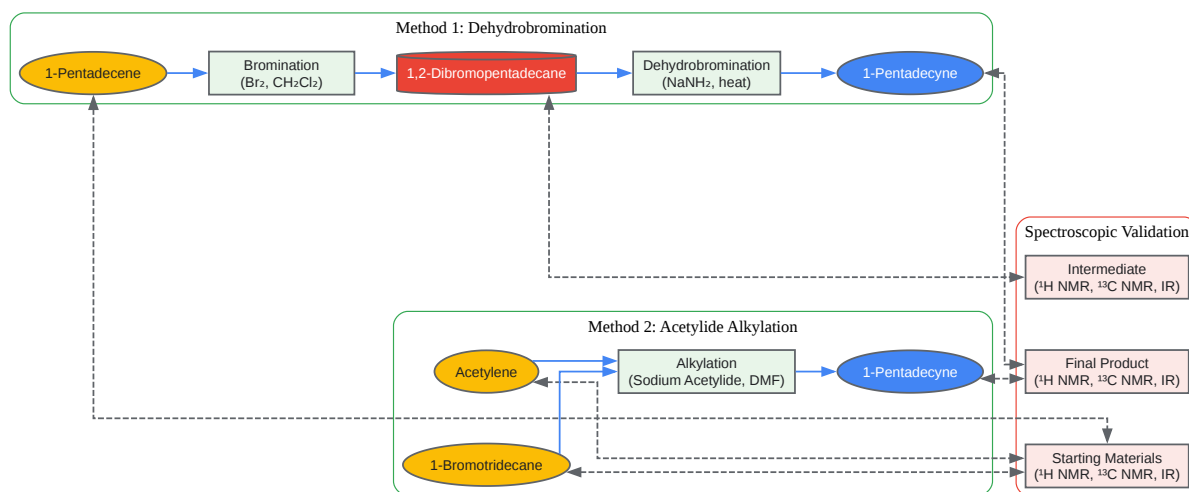 Method 1: Dehydrobromination
1-Pentadecene
Bromination
(Br₂, CH₂Cl₂)
1,2-Dibromopentadecane
Dehydrobromination
(NaNH₂, heat)
1-Pentadecyne
Spectroscopic Validation
Intermediate
(¹H NMR, ¹³C NMR, IR)
Method 2: Acetylide Alkylation
Acetylene
Alkylation
(Sodium Acetylide, DMF)
1-Pentadecyne
Final Product
(¹H NMR, ¹³C NMR, IR)
1-Bromotridecane
Starting Materials
(¹H NMR, ¹³C NMR, IR)